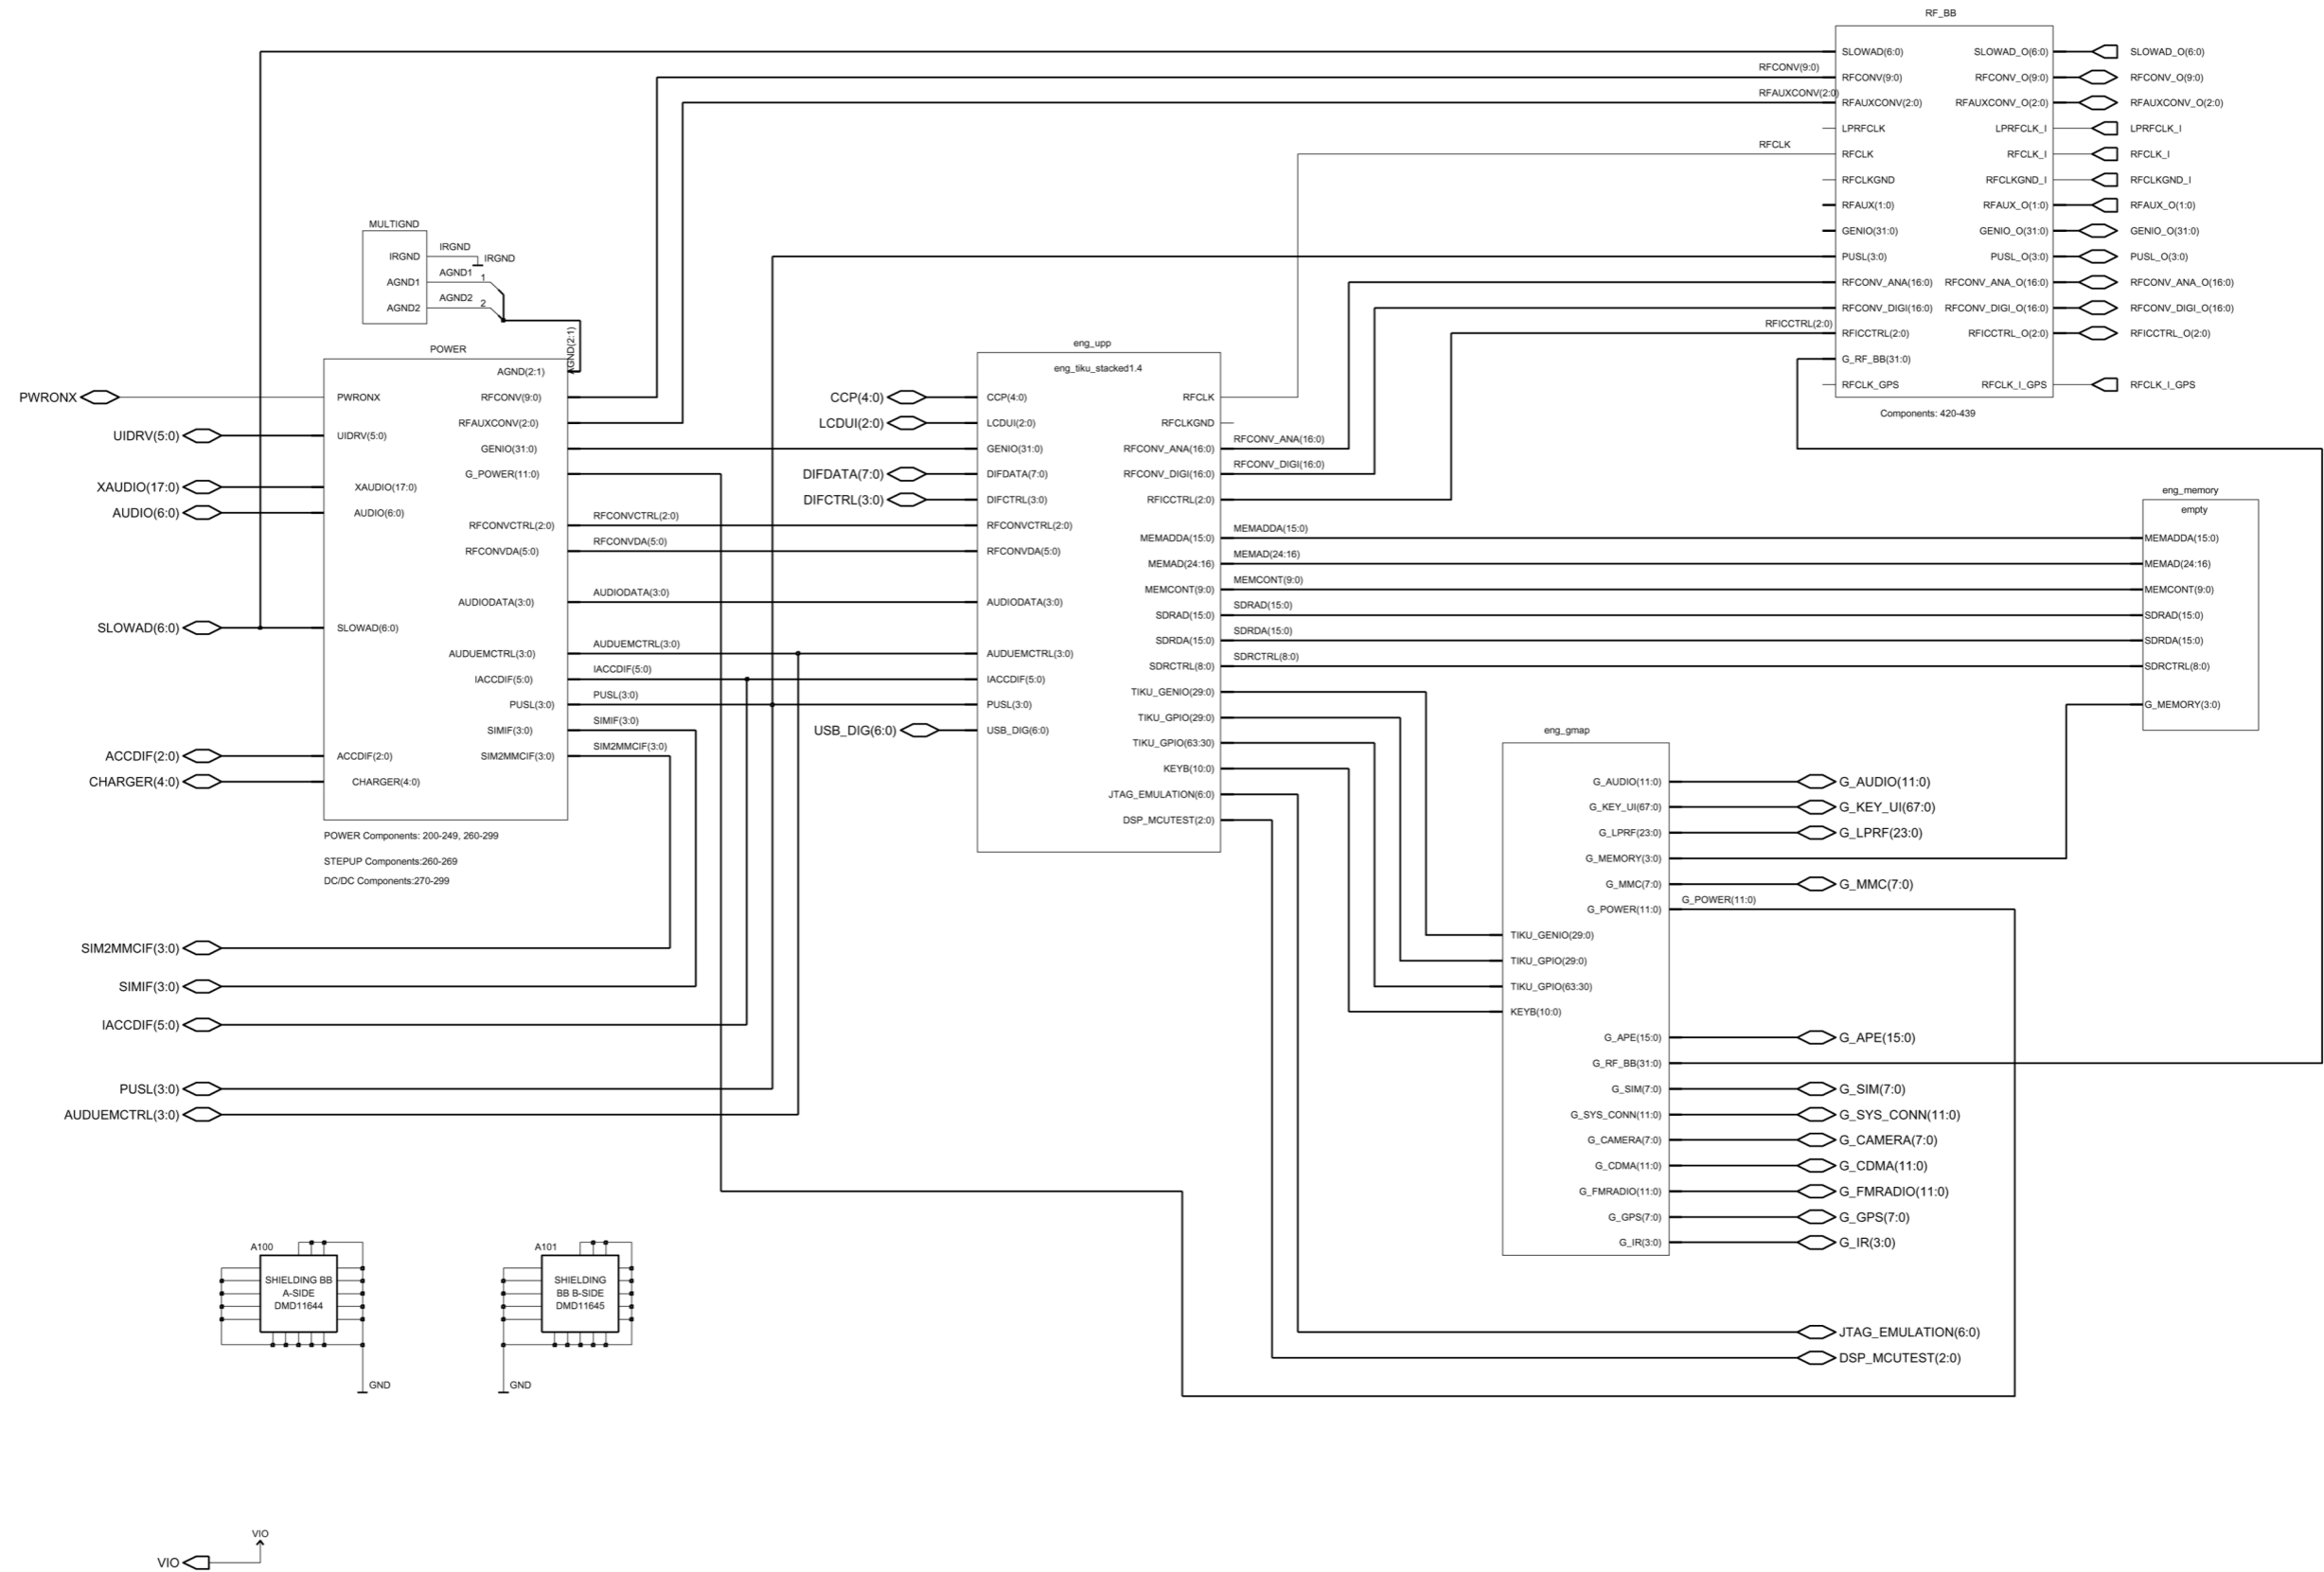 RF_BB
SLOWAD(6:0)
SLOWAD_O(6:0)
SLOWAD_O(6:0)
RFCONV(9:0)
RFCONV(9:0)
RFCONV_O(9:0)
RFCONV_O(9:0)
RFAUXCONV(2:0)
RFAUXCONV(2:0)
RFAUXCONV_O(2:0)
RFAUXCONV_O(2:0)
LPRFCLK
LPRFCLK_I
LPRFCLK_I
RFCLK
RFCLK
RFCLK_I
RFCLK_I
RFCLKGND
RFCLKGND_I
RFCLKGND_I
RFAUX(1:0)
RFAUX_O(1:0)
RFAUX_O(1:0)
GENIO(31:0)
GENIO_O(31:0)
GENIO_O(31:0)
PUSL(3:0)
PUSL_O(3:0)
PUSL_O(3:0)
RFCONV_ANA(16:0)
RFCONV_ANA_O(16:0)
RFCONV_ANA_O(16:0)
RFCONV_DIGI(16:0)
RFCONV_DIGI_O(16:0)
RFCONV_DIGI_O(16:0)
RFICCTRL(2:0)
RFICCTRL(2:0)
RFICCTRL_O(2:0)
RFICCTRL_O(2:0)
G_RF_BB(31:0)
RFCLK_GPS
RFCLK_I_GPS
RFCLK_I_GPS
Components: 420-439
MULTIGND
IRGND
IRGND
IRGND
AGND1
AGND1
1
AGND2
AGND2
2
AGND(2:1)
POWER
AGND(2:1)
PWRONX
PWRONX
RFCONV(9:0)
RFAUXCONV(2:0)
UIDRV(5:0)
UIDRV(5:0)
GENIO(31:0)
G_POWER(11:0)
XAUDIO(17:0)
XAUDIO(17:0)
AUDIO(6:0)
AUDIO(6:0)
RFCONVCTRL(2:0)
RFCONVCTRL(2:0)
RFCONVDA(5:0)
RFCONVDA(5:0)
AUDIODATA(3:0)
AUDIODATA(3:0)
SLOWAD(6:0)
SLOWAD(6:0)
AUDUEMCTRL(3:0)
AUDUEMCTRL(3:0)
IACCDIF(5:0)
IACCDIF(5:0)
PUSL(3:0)
PUSL(3:0)
SIMIF(3:0)
SIMIF(3:0)
ACCDIF(2:0)
ACCDIF(2:0)
SIM2MMCIF(3:0)
SIM2MMCIF(3:0)
CHARGER(4:0)
CHARGER(4:0)
POWER Components: 200-249, 260-299
STEPUP Components:260-269
DC/DC Components:270-299
SIM2MMCIF(3:0)
SIMIF(3:0)
IACCDIF(5:0)
PUSL(3:0)
AUDUEMCTRL(3:0)
eng_upp
eng_tiku_stacked1.4
CCP(4:0)
CCP(4:0)
RFCLK
LCDUI(2:0)
LCDUI(2:0)
RFCLKGND
GENIO(31:0)
RFCONV_ANA(16:0)
RFCONV_ANA(16:0)
DIFDATA(7:0)
DIFDATA(7:0)
RFCONV_DIGI(16:0)
RFCONV_DIGI(16:0)
DIFCTRL(3:0)
DIFCTRL(3:0)
RFICCTRL(2:0)
RFCONVCTRL(2:0)
MEMADDA(15:0)
MEMADDA(15:0)
RFCONVDA(5:0)
MEMAD(24:16)
MEMAD(24:16)
MEMCONT(9:0)
MEMCONT(9:0)
AUDIODATA(3:0)
SDRAD(15:0)
SDRAD(15:0)
SDRDA(15:0)
SDRDA(15:0)
AUDUEMCTRL(3:0)
SDRCTRL(8:0)
SDRCTRL(8:0)
IACCDIF(5:0)
TIKU_GENIO(29:0)
PUSL(3:0)
TIKU_GPIO(29:0)
USB_DIG(6:0)
USB_DIG(6:0)
TIKU_GPIO(63:30)
KEYB(10:0)
JTAG_EMULATION(6:0)
DSP_MCUTEST(2:0)
eng_memory
empty
MEMADDA(15:0)
MEMAD(24:16)
MEMCONT(9:0)
SDRAD(15:0)
SDRDA(15:0)
SDRCTRL(8:0)
G_MEMORY(3:0)
eng_gmap
G_AUDIO(11:0)
G_AUDIO(11:0)
G_KEY_UI(67:0)
G_KEY_UI(67:0)
G_LPRF(23:0)
G_LPRF(23:0)
G_MEMORY(3:0)
G_MMC(7:0)
G_MMC(7:0)
G_POWER(11:0)
G_POWER(11:0)
TIKU_GENIO(29:0)
TIKU_GPIO(29:0)
TIKU_GPIO(63:30)
KEYB(10:0)
G_APE(15:0)
G_APE(15:0)
G_RF_BB(31:0)
G_SIM(7:0)
G_SIM(7:0)
G_SYS_CONN(11:0)
G_SYS_CONN(11:0)
G_CAMERA(7:0)
G_CAMERA(7:0)
G_CDMA(11:0)
G_CDMA(11:0)
G_FMRADIO(11:0)
G_FMRADIO(11:0)
G_GPS(7:0)
G_GPS(7:0)
G_IR(3:0)
G_IR(3:0)
JTAG_EMULATION(6:0)
DSP_MCUTEST(2:0)
A100
SHIELDING BB
A-SIDE
DMD11644
GND
A101
SHIELDING
BB B-SIDE
DMD11645
GND
VIO
VIO